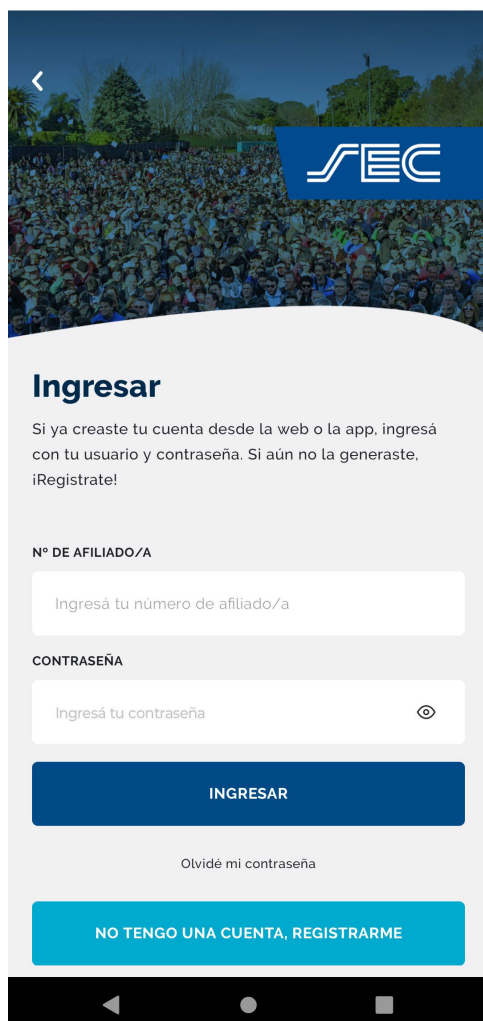 SEC
Ingresar
Si ya creaste tu cuenta desde la web o la app, ingresá
con tu usuario y contraseña. Si aún no la generaste,
¡Registrate!
Nº DE AFILIADO/A
Ingresá tu número de afiliado/a
CONTRASEÑA
Ingresá tu contraseña
INGRESAR
Olvidé mi contraseña
NO TENGO UNA CUENTA, REGISTRARME